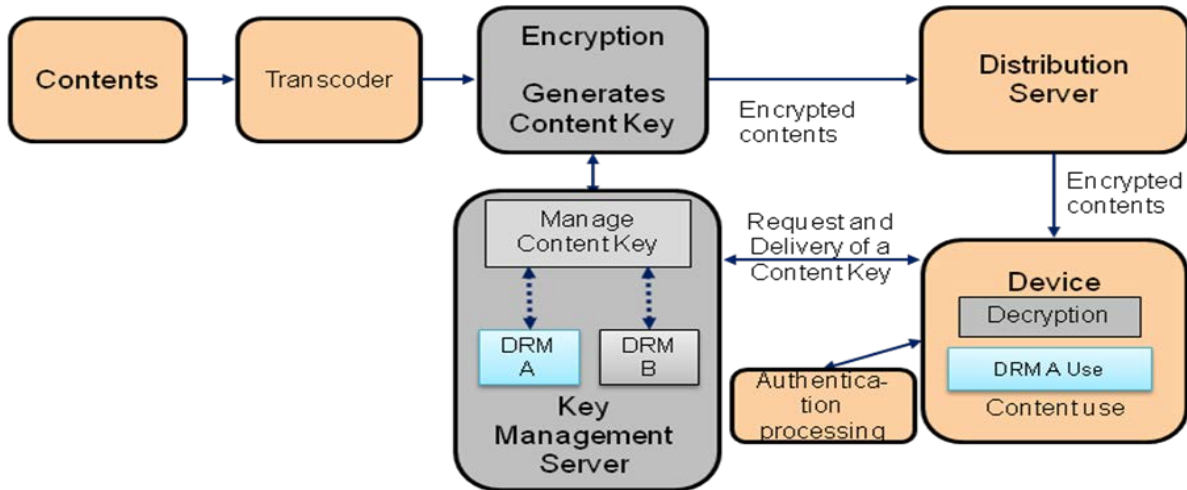 Contents
Transcoder
Encryption
Generates
Content Key
Encrypted
contents
Distribution
Server
Encrypted
contents
Manage
Content Key
DRM
A
DRM
B
Key
Management
Server
Request and
Delivery of a
Content Key
Authentica-
tion
processing
Device
Decryption
DRM A Use
Content use